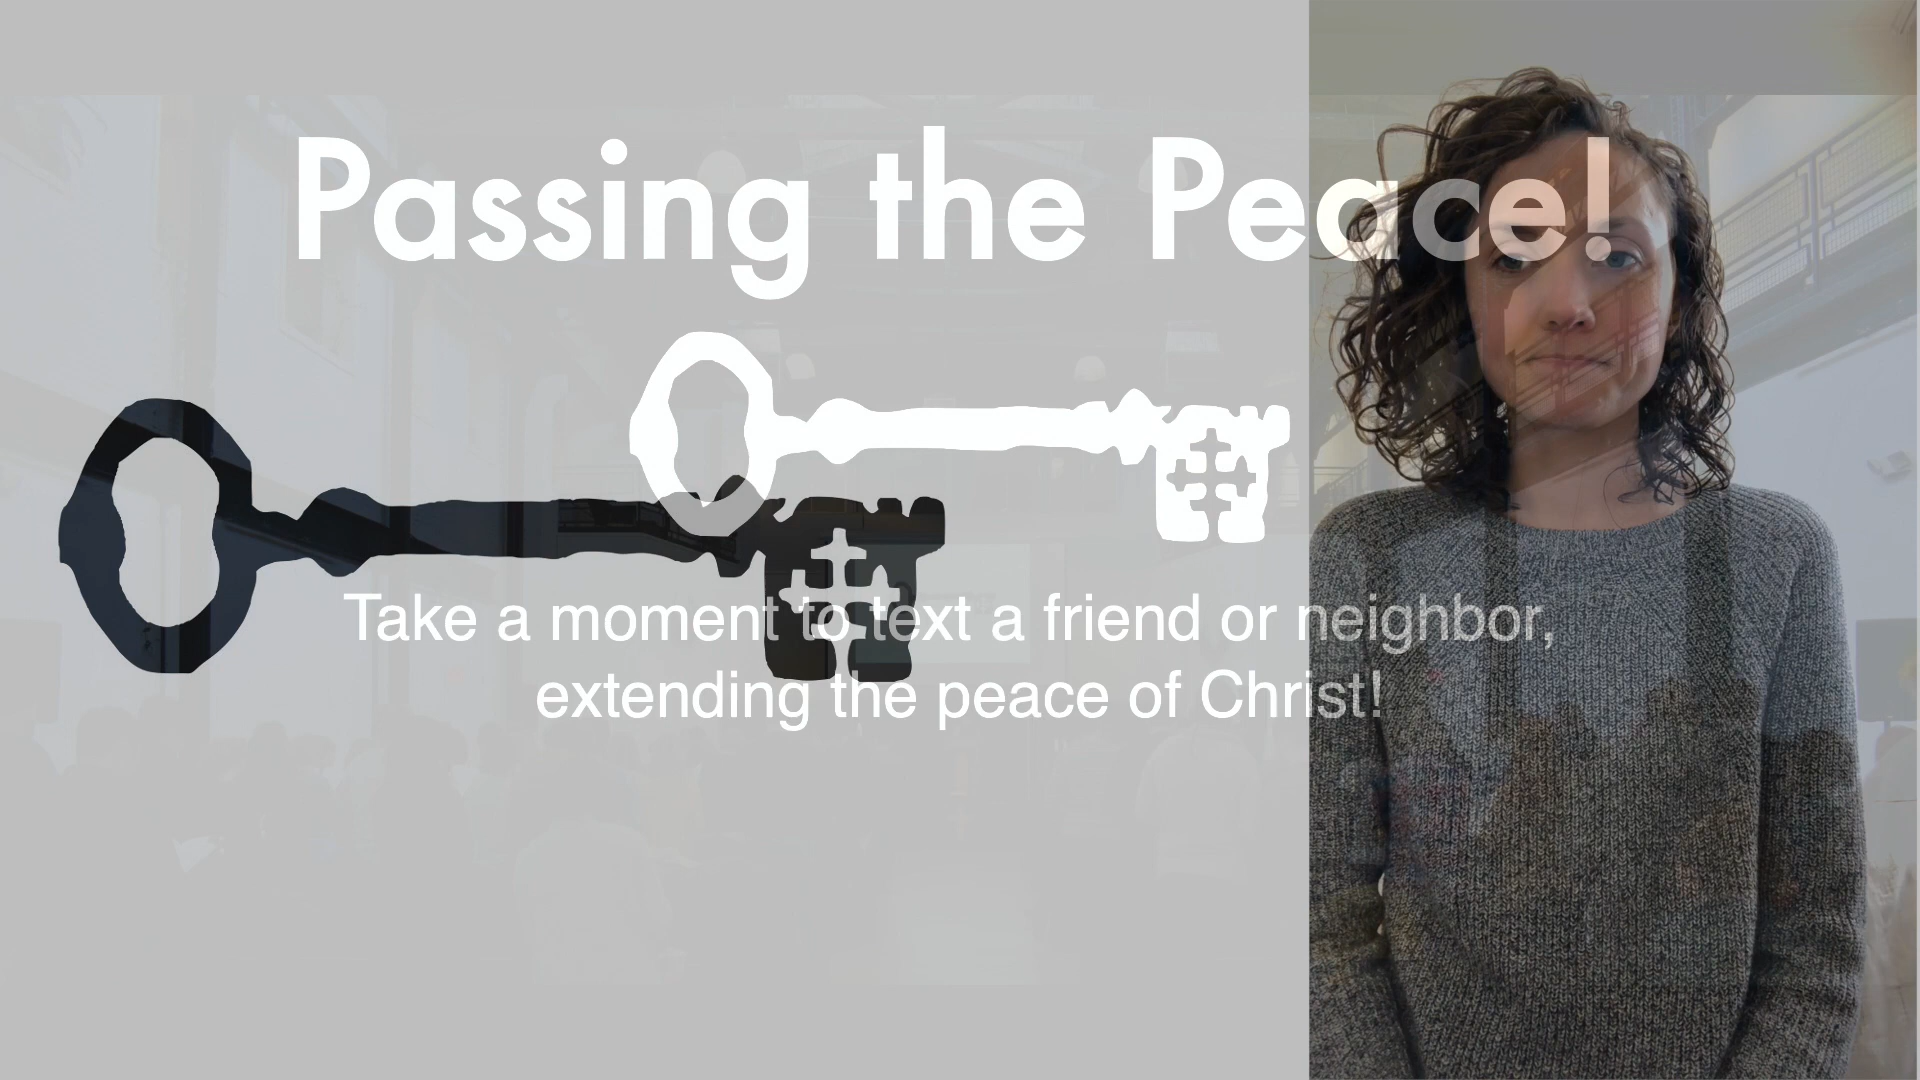 Passing the Peace!
Take a moment to text a friend or neighbor,
extending the peace of Christ!